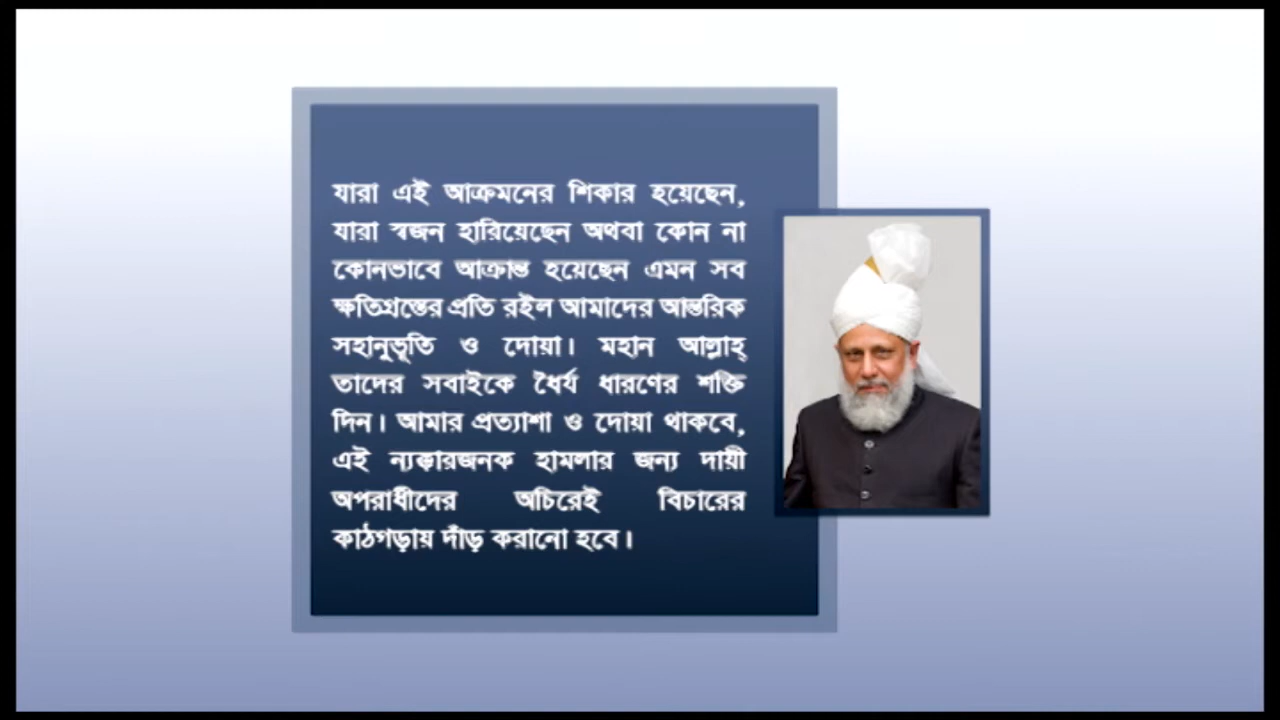 যারা এই আক্রমনের শিকার হয়েছেন,
যারা স্বজন হারিয়েছেন অথবা কোন না
কোনভাবে আক্রান্ত হয়েছেন এমন সব
ক্ষতিগ্রস্তের প্রতি রইল আমাদের আন্তরিক
সহানুভূতি ও দোয়া। মহান আল্লাহ্
তাদের সবাইকে ধৈর্য ধারণের শক্তি
দিন। আমার প্রত্যাশা ও দোয়া থাকবে,
এই ন্যক্কারজনক হামলার জন্য দায়ী
অপরাধীদের অচিরেই বিচারের
কাঠগড়ায় দাঁড় করানো হবে।